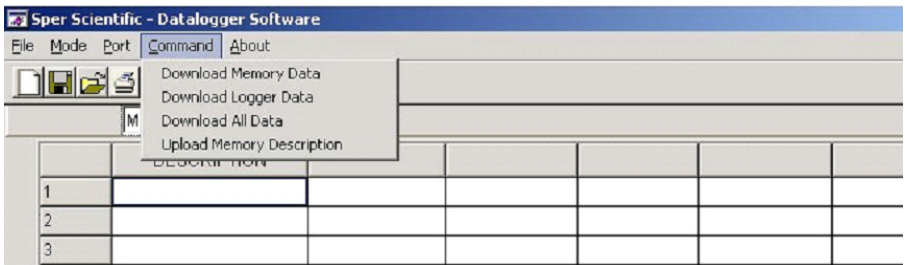 Sper Scientific - Datalogger Software
File Mode Port Command About
Download Memory Data
Download Logger Data
Download All Data
Upload Memory Description
M
DESCRIPTION
1
2
3